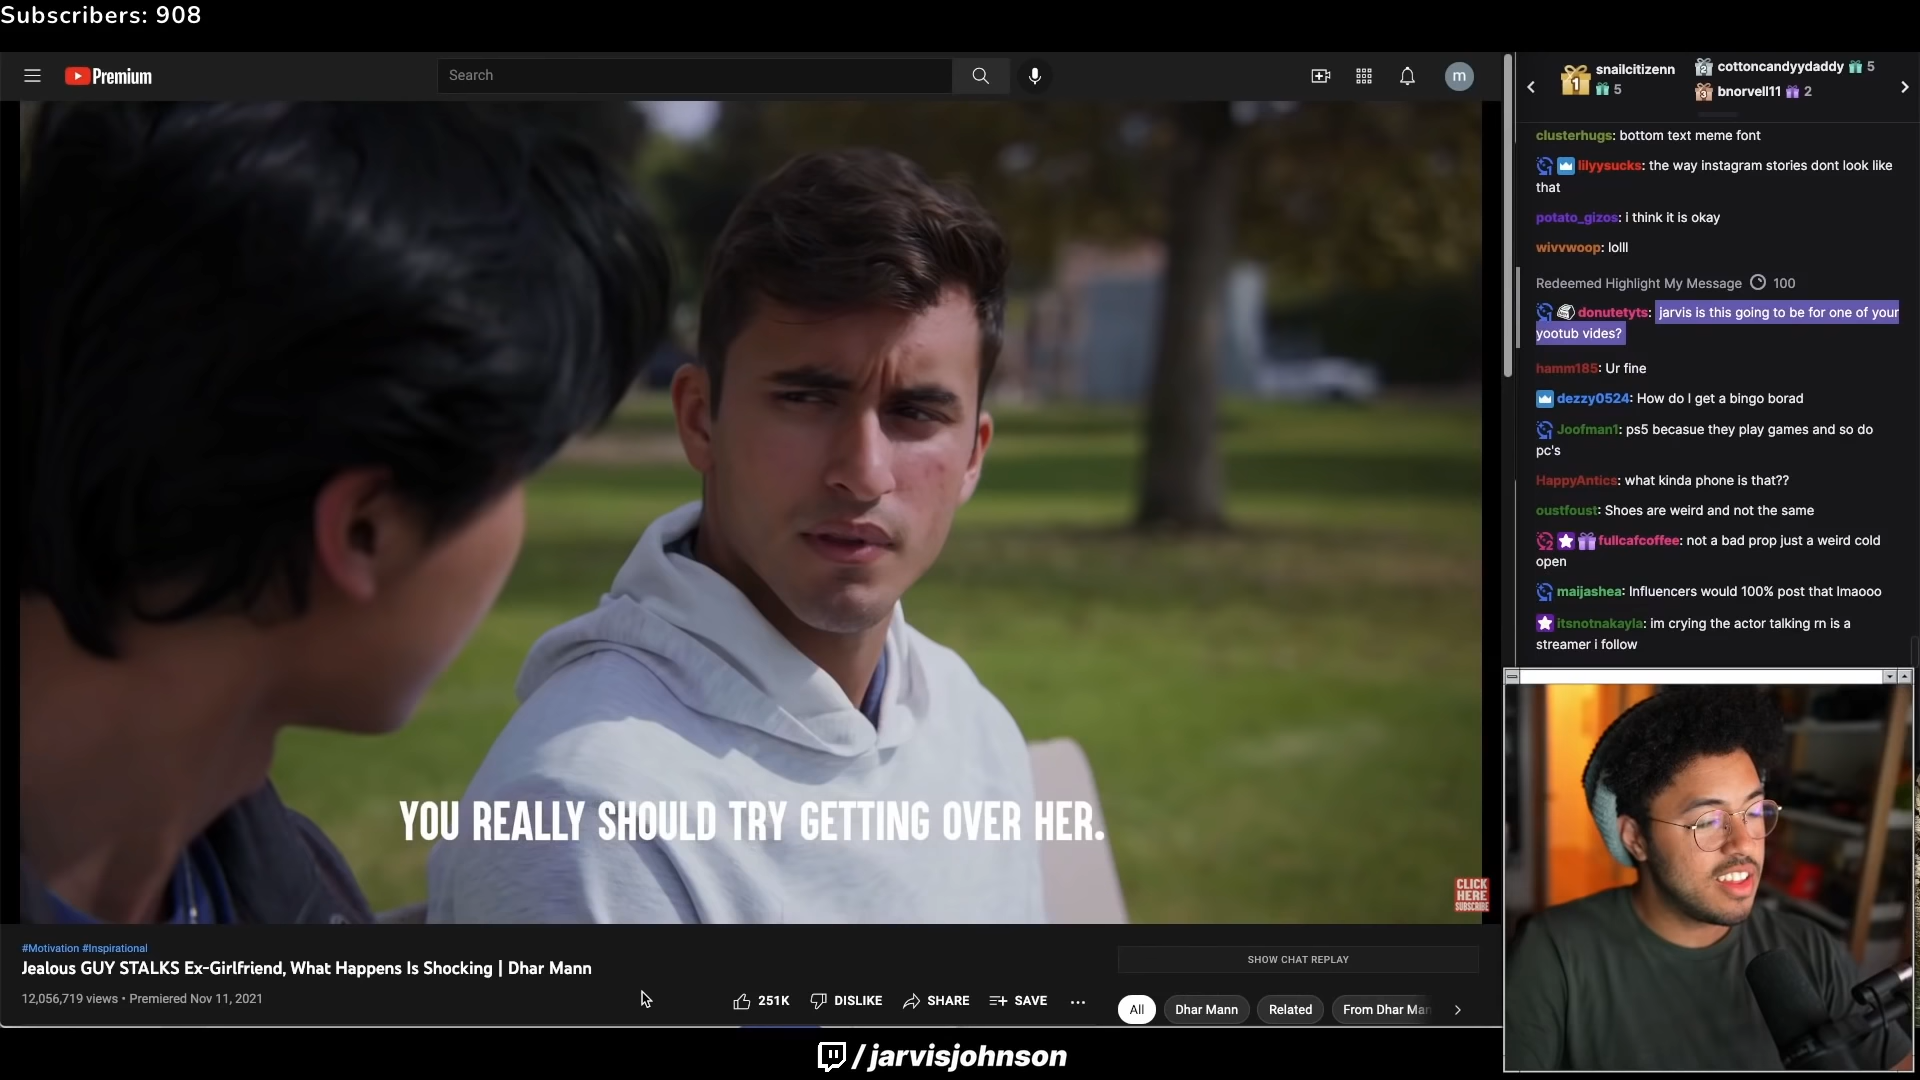 Subscribers: 908
Premium
Search
m
YOU REALLY SHOULD TRY GETTING OVER HER.
CLICK
HERE
SUBSCRIBE
#Motivation #Inspirational
Jealous GUY STALKS Ex-Girlfriend, What Happens Is Shocking | Dhar Mann
12,056,719 views • Premiered Nov 11, 2021
251K
DISLIKE
SHARE
SAVE
SHOW CHAT REPLAY
All
Dhar Mann
Related
From Dhar Man
/jarvisjohnson
1
snailcitizenn
5
2
cottoncandyydaddy 5
3
bnorvell11 2
clusterhugs: bottom text meme font
lilyysucks: the way instagram stories dont look like
that
potato_gizos: i think it is okay
wivvwoop: lolll
Redeemed Highlight My Message 100
donutetyts: jarvis is this going to be for one of your
yootub vides?
hamm185: Ur fine
dezzy0524: How do I get a bingo borad
Joofman1: ps5 becasue they play games and so do
pc's
HappyAntics: what kinda phone is that??
oustfoust: Shoes are weird and not the same
fullcafcoffee: not a bad prop just a weird cold
open
maijashea: Influencers would 100% post that lmaooo
itsnotnakayla: im crying the actor talking rn is a
streamer i follow